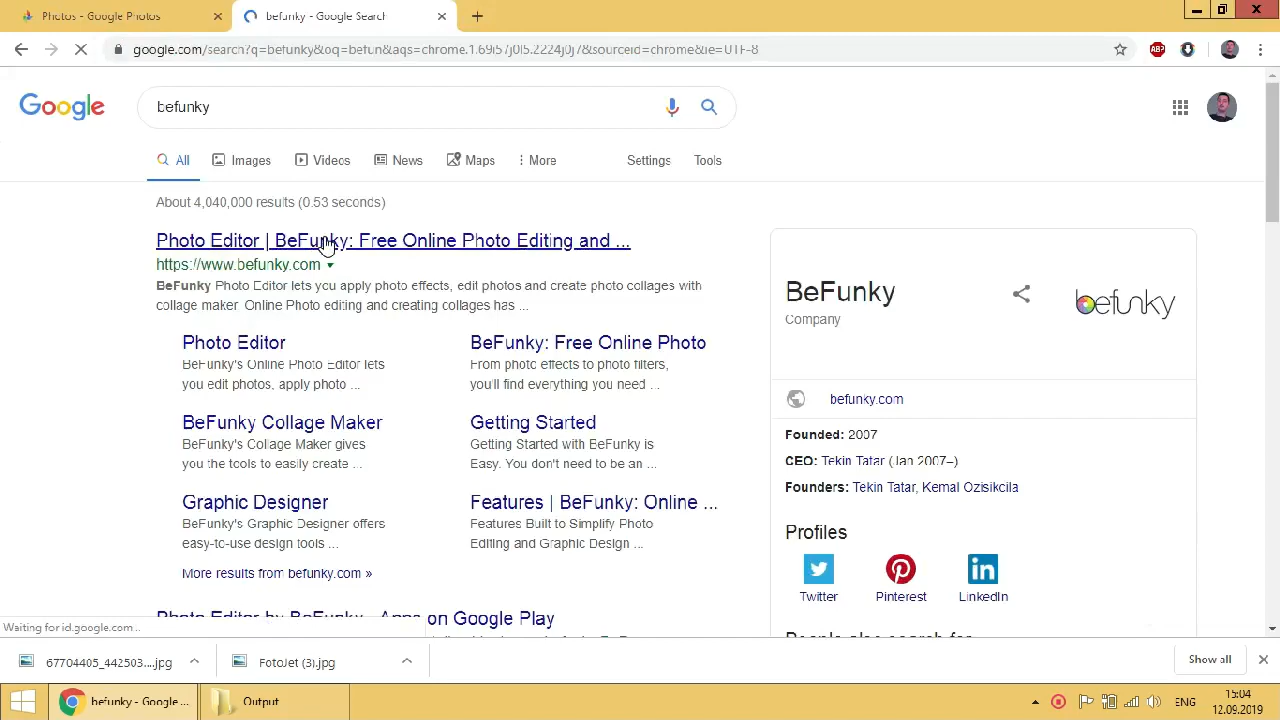 Photos - Google Photos
befunky - Google Search
google.com/search?q=befunky&oq=befun&aqs=chrome.1.69i57j0l5.2224j0j7&sourceid=chrome&ie=UTF-8
ABP
Google
befunky
All
Images
Videos
News
Maps
More
Settings
Tools
About 4,040,000 results (0.53 seconds)
Photo Editor | BeFunky: Free Online Photo Editing and ...
https://www.befunky.com
BeFunky Photo Editor lets you apply photo effects, edit photos and create photo collages with
collage maker. Online Photo editing and creating collages has ...
Photo Editor
BeFunky's Online Photo Editor lets
you edit photos, apply photo ...
BeFunky: Free Online Photo
From photo effects to photo filters,
you'll find everything you need ...
BeFunky Collage Maker
BeFunky's Collage Maker gives
you the tools to easily create ...
Getting Started
Getting Started with BeFunky is
Easy. You don't need to be an ...
Graphic Designer
BeFunky's Graphic Designer offers
easy-to-use design tools ...
Features | BeFunky: Online ...
Features Built to Simplify Photo
Editing and Graphic Design ...
More results from befunky.com »
Photo Editor by BeFunky - Apps on Google Play
BeFunky
Company
befunky
befunky.com
Founded: 2007
CEO: Tekin Tatar (Jan 2007–)
Founders: Tekin Tatar, Kemal Ozisikcila
Profiles
Twitter
Pinterest
LinkedIn
People also search for
Waiting for id.google.com...
67704405_442503....jpg
FotoJet (3).jpg
Show all
befunky - Google ...
Output
ENG
15:04
12.09.2019